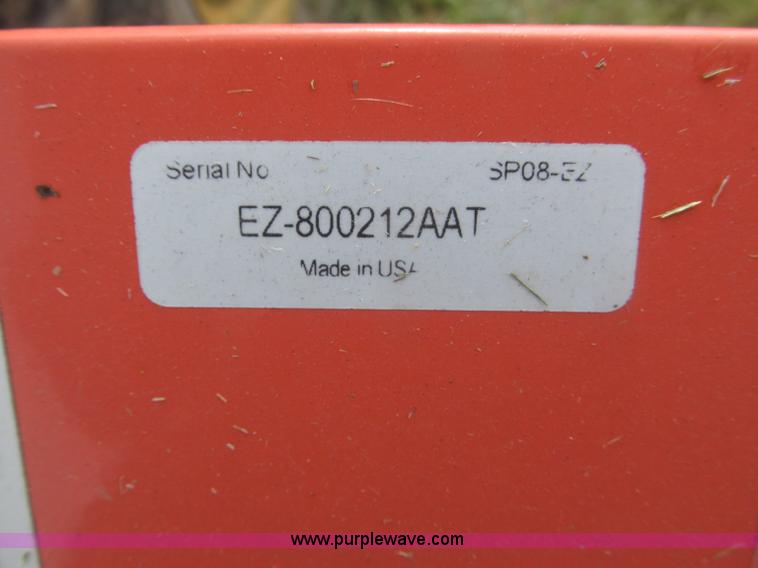 Serial No SP08-EZ
EZ-800212AAT
Made in USA
www.purplewave.com